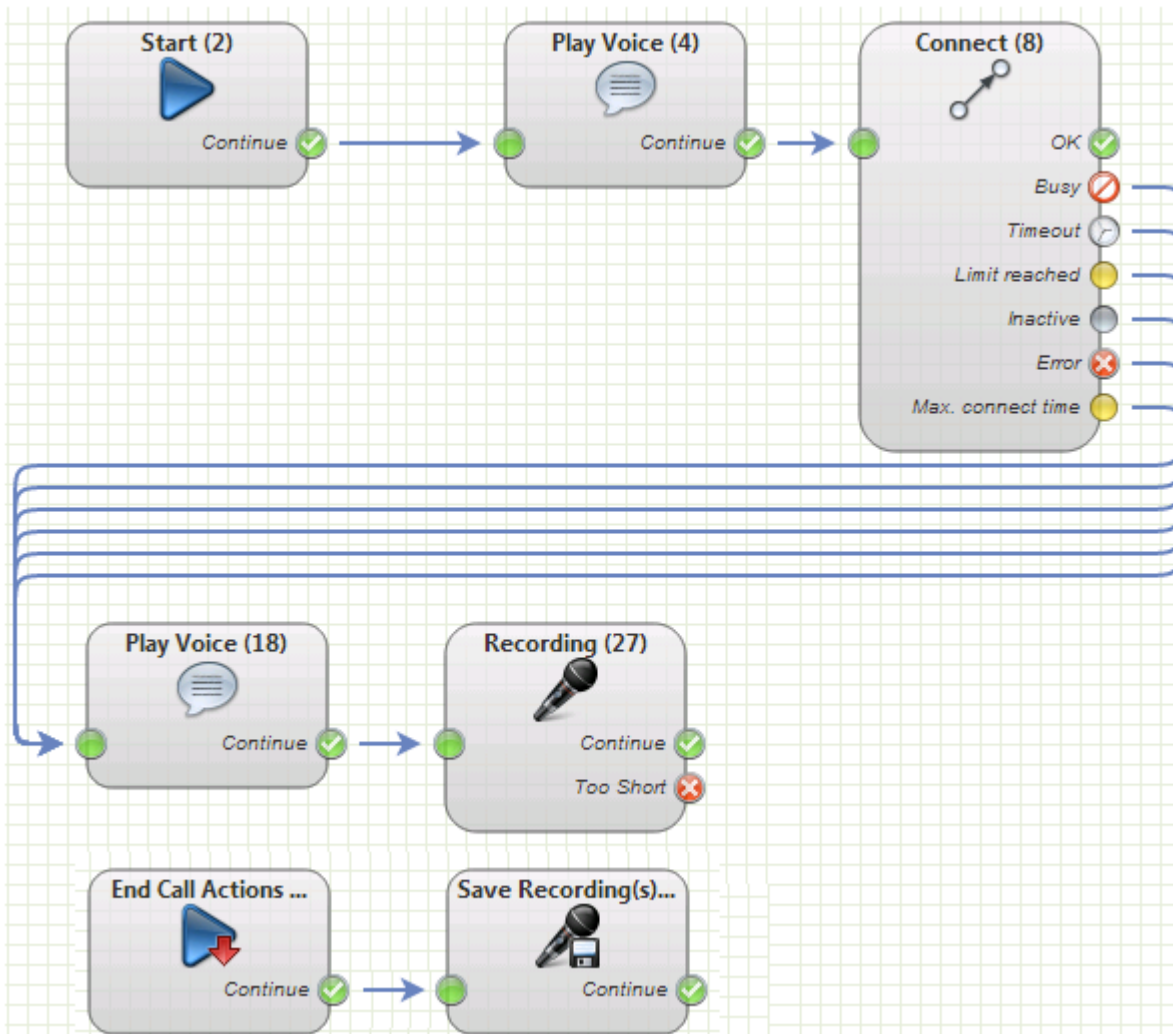 Start (2)
Continue
Play Voice (4)
Continue
Connect (8)
OK
Busy
Timeout
Limit reached
Inactive
Error
Max. connect time
Play Voice (18)
Continue
Recording (27)
Continue
Too Short
End Call Actions ...
Continue
Save Recording(s)...
Continue